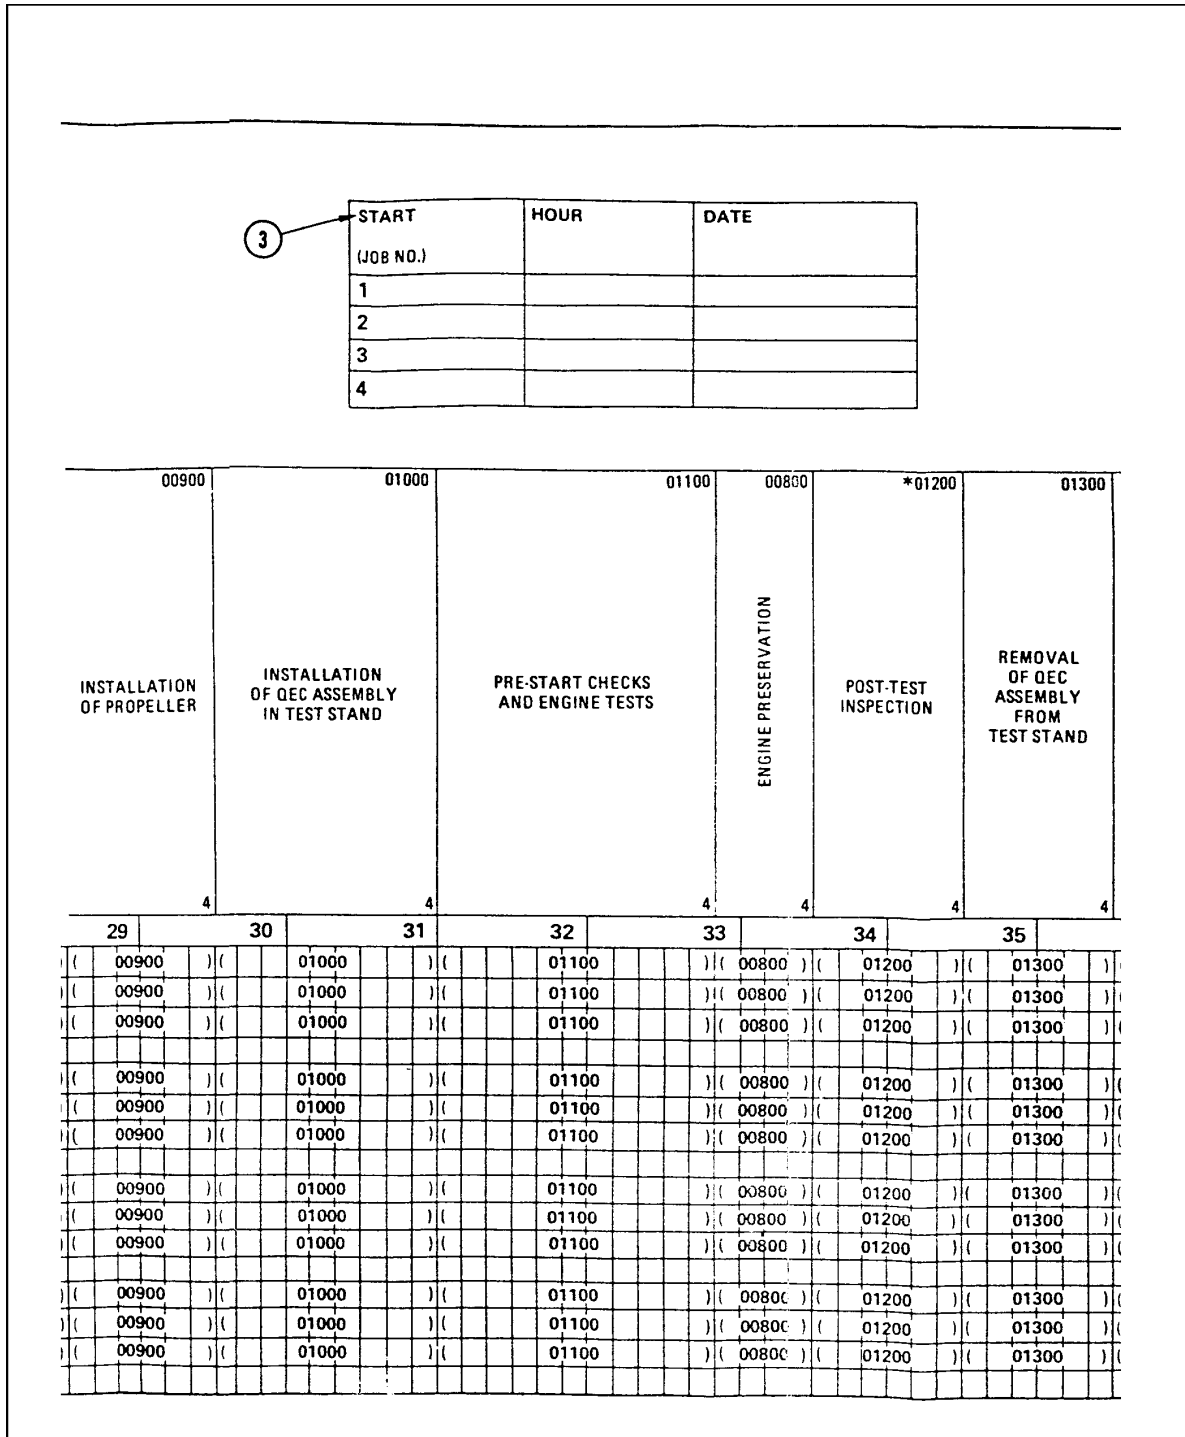 3
START HOUR DATE
(JOB NO.)
1
2
3
4
00900 01000 01100 00800 *01200 01300
INSTALLATION
OF PROPELLER
INSTALLATION
OF QEC ASSEMBLY
IN TEST STAND
PRE-START CHECKS
AND ENGINE TESTS
ENGINE PRESERVATION
POST-TEST
INSPECTION
REMOVAL
OF QEC
ASSEMBLY
FROM
TEST STAND
4 4 4 4 4 4
29 30 31 32 33 34 35
) ( 00900 ) ( 01000 ) ( 01100 ) ( 00800 ) ( 01200 ) ( 01300 )
) ( 00900 ) ( 01000 ) ( 01100 ) ( 00800 ) ( 01200 ) ( 01300 ) (
) ( 00900 ) ( 01000 ) ( 01100 ) ( 00800 ) ( 01200 ) ( 01300 ) (
) ( 00900 ) ( 01000 ) ( 01100 ) ( 00800 ) ( 01200 ) ( 01300 ) (
) ( 00900 ) ( 01000 ) ( 01100 ) ( 00800 ) ( 01200 ) ( 01300 ) (
) ( 00900 ) ( 01000 ) ( 01100 ) ( 00800 ) ( 01200 ) ( 01300 ) (
) ( 00900 ) ( 01000 ) ( 01100 ) ( 00800 ) ( 01200 ) ( 01300 ) (
) ( 00900 ) ( 01000 ) ( 01100 ) ( 00800 ) ( 01200 ) ( 01300 ) (
) ( 00900 ) ( 01000 ) ( 01100 ) ( 00800 ) ( 01200 ) ( 01300 ) (
) ( 00900 ) ( 01000 ) ( 01100 ) ( 00800 ) ( 01200 ) ( 01300 ) (
) ( 00900 ) ( 01000 ) ( 01100 ) ( 00800 ) ( 01200 ) ( 01300 ) (
) ( 00900 ) ( 01000 ) ( 01100 ) ( 00800 ) ( 01200 ) ( 01300 ) (